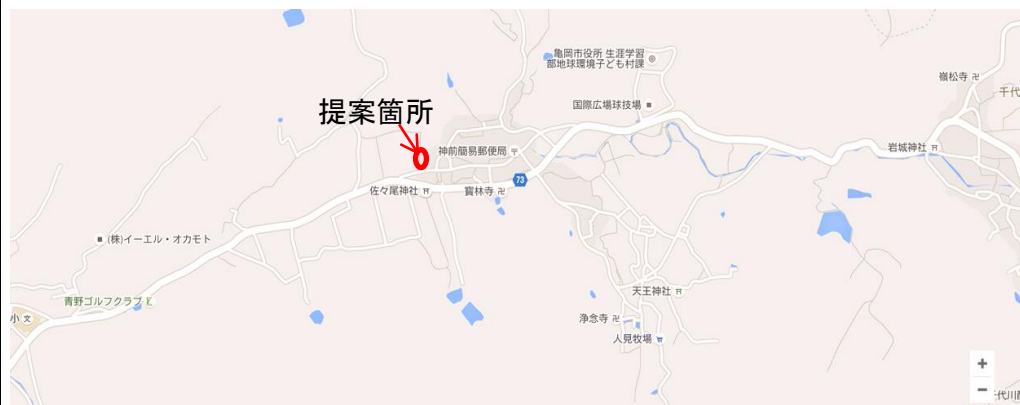 亀岡市役所 生涯学習
部地球環境子ども村課
嶺松寺
千代
国際広場球技場
提案箇所
神前簡易郵便局
岩城神社
73
佐々尾神社
寶林寺
(株)イーエル・オカモト
天王神社
青野ゴルフクラブ
小
浄念寺
人見牧場
+
−
千代川